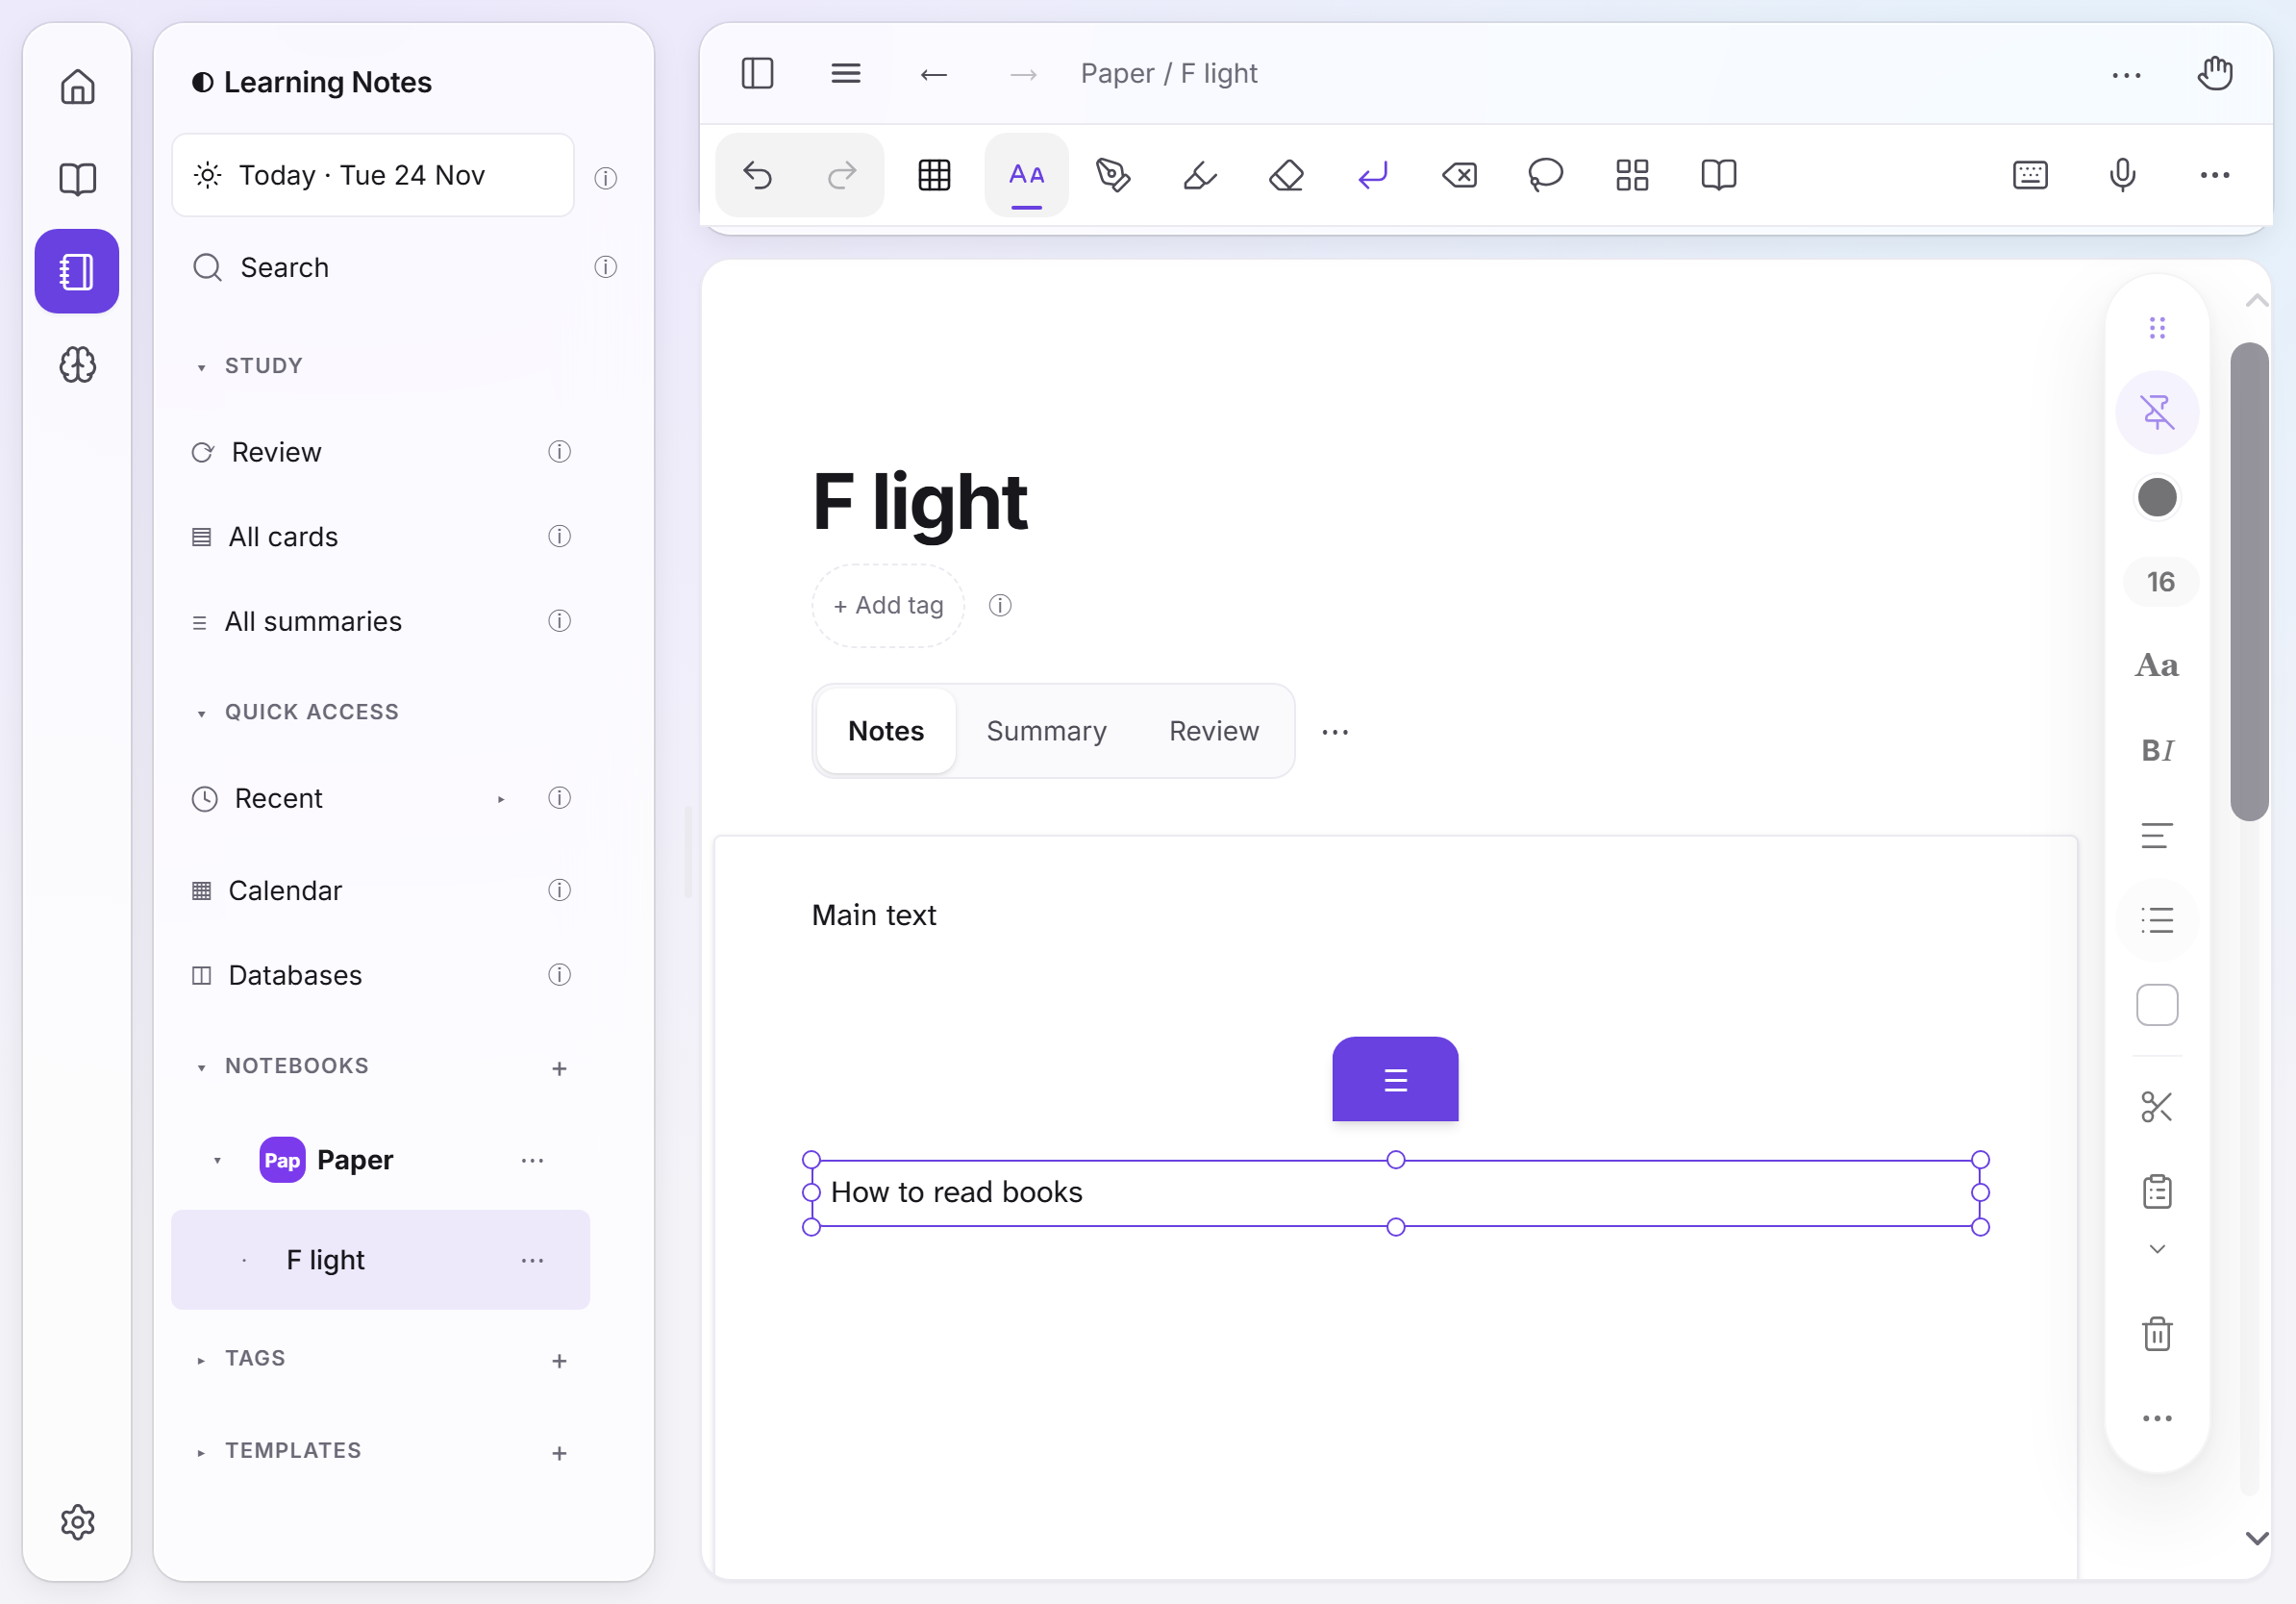 Learning Notes
Today · Tue 24 Nov
Search
STUDY
Review
All cards
All summaries
QUICK ACCESS
Recent
Calendar
Databases
NOTEBOOKS
Pap Paper
F light
TAGS
TEMPLATES
Paper / F light
AA
F light
+ Add tag
Notes Summary Review
Main text
How to read books
16
Aa
BI